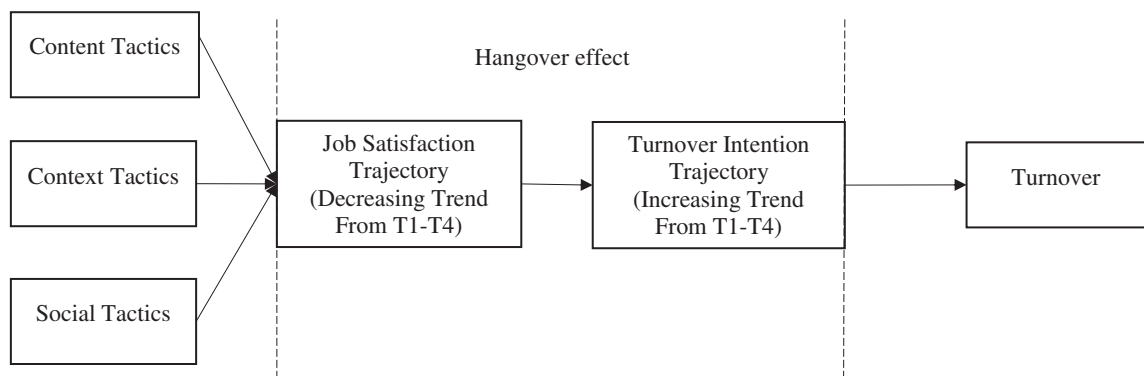 Content Tactics
Context Tactics
Social Tactics
Hangover effect
Job Satisfaction
Trajectory
(Decreasing Trend
From T1-T4)
Turnover Intention
Trajectory
(Increasing Trend
From T1-T4)
Turnover